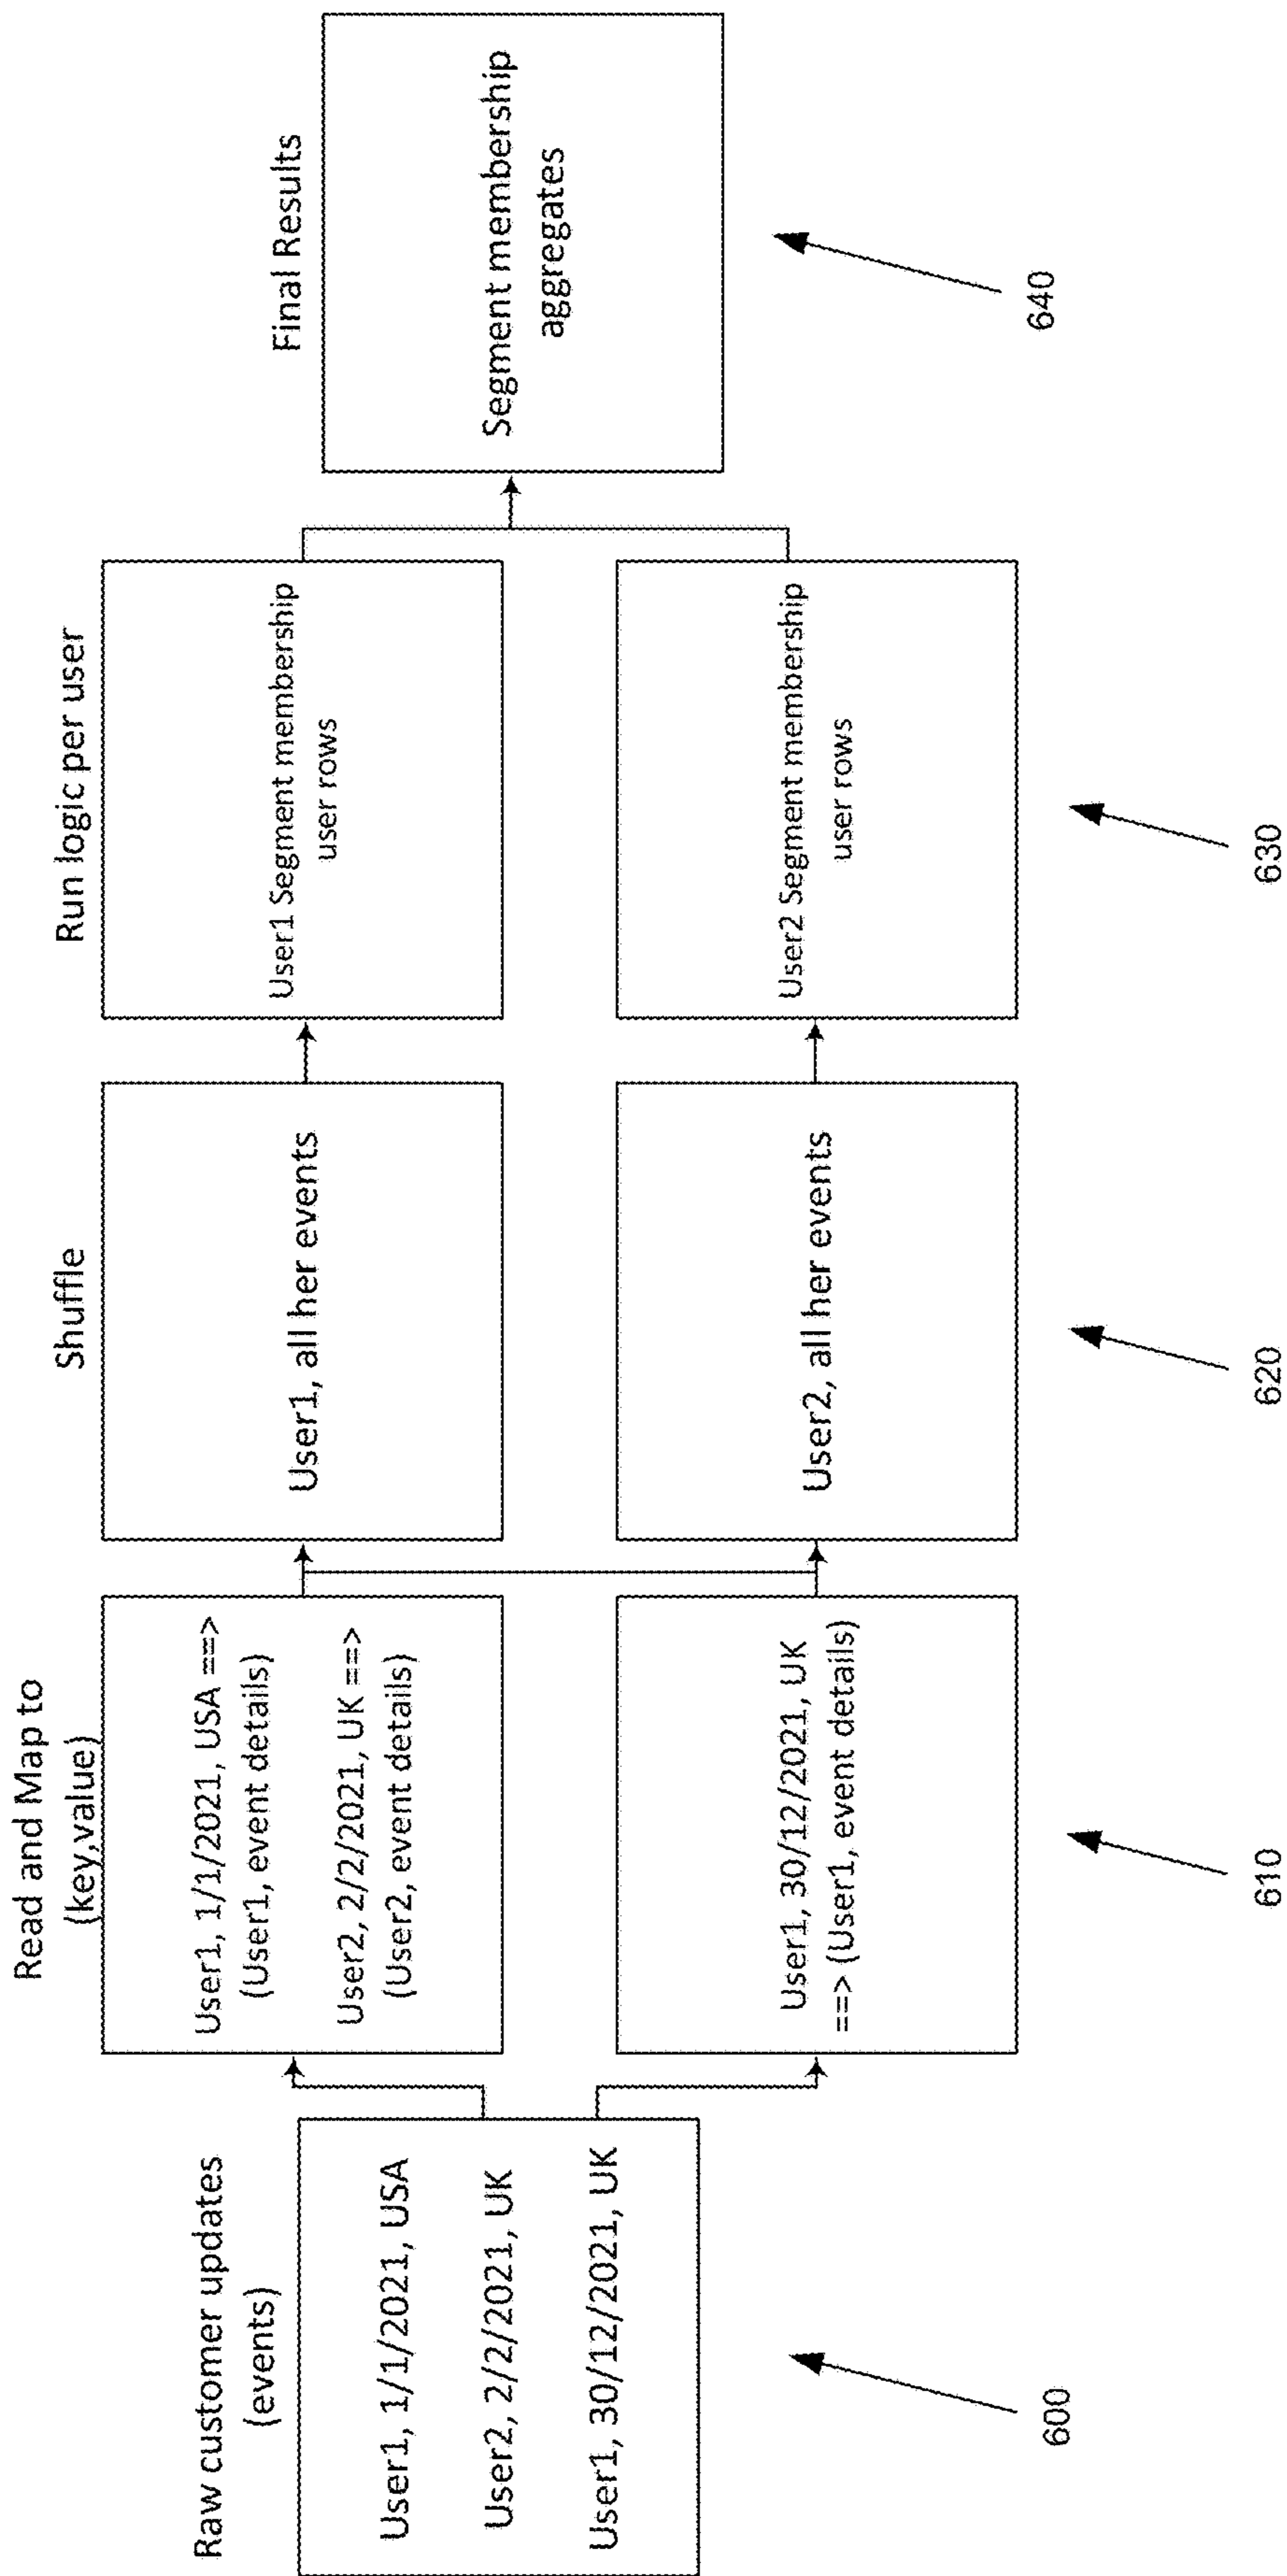 Raw customer updates
(events)
User1, 1/1/2021, USA
User2, 2/2/2021, UK
User1, 30/12/2021, UK
600
Read and Map to
(key,value)
User1, 1/1/2021, USA ==>
(User1, event details)
User2, 2/2/2021, UK ==>
(User2, event details)
User1, 30/12/2021, UK
==> (User1, event details)
610
Shuffle
User1, all her events
User2, all her events
620
Run logic per user
User1 Segment membership
user rows
User2 Segment membership
user rows
630
Final Results
Segment membership
aggregates
640